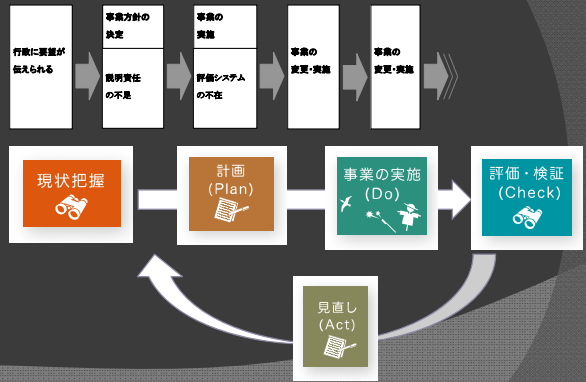 行政に要望が
伝えられる
事業方針の
決定
説明責任
の不足
事業の
実施
評価システム
の不在
事業の
変更・実施
事業の
変更・実施
現状把握
計画
(Plan)
事業の実施
(Do)
評価・検証
(Check)
見直し
(Act)